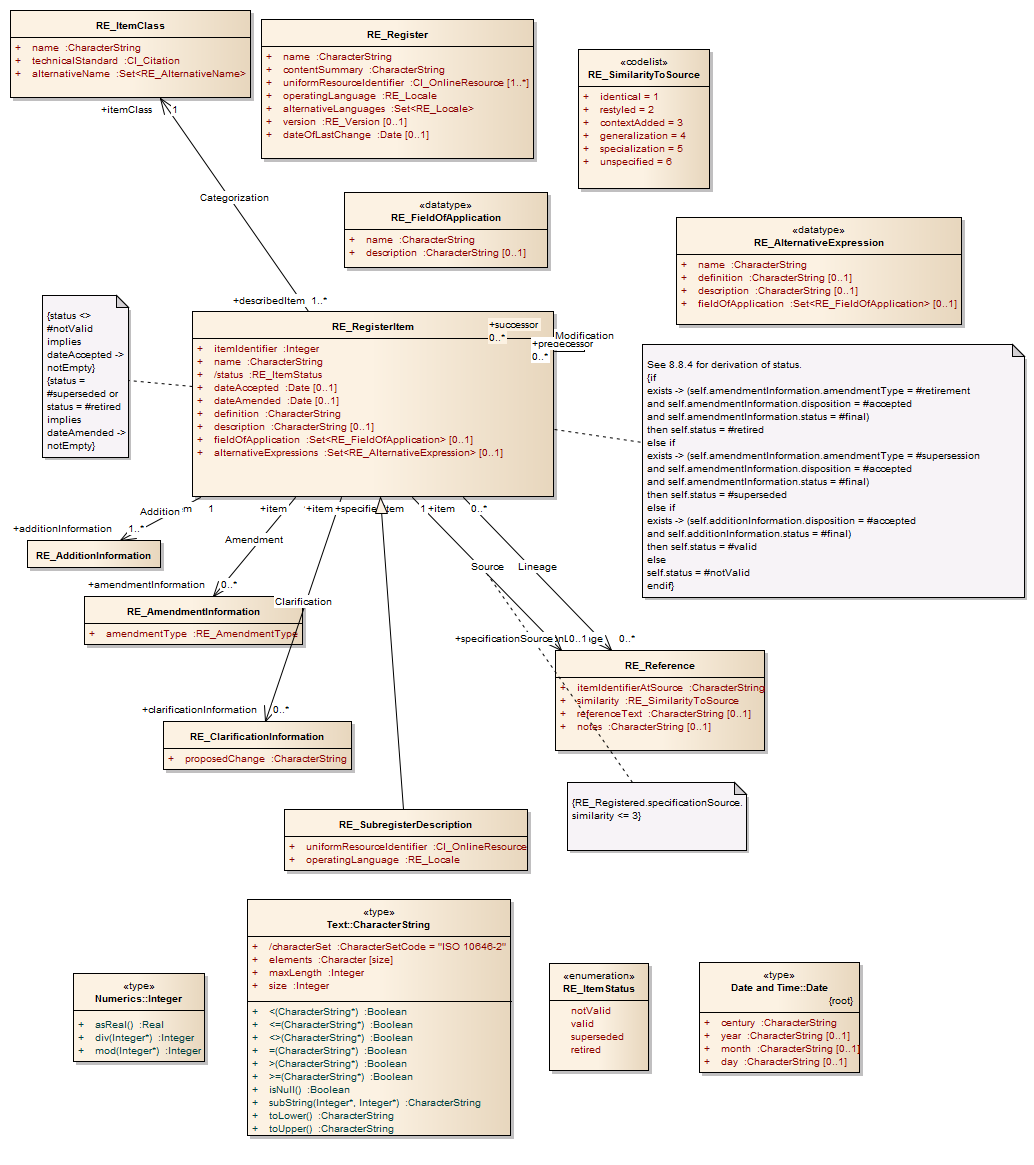 RE_ItemClass
+ name :CharacterString
+ technicalStandard :CI_Citation
+ alternativeName :Set<RE_AlternativeName>
RE_Register
+ name :CharacterString
+ contentSummary :CharacterString
+ uniformResourceIdentifier :CI_OnlineResource [1..*]
+ operatingLanguage :RE_Locale
+ alternativeLanguages :Set<RE_Locale>
+ version :RE_Version [0..1]
+ dateOfLastChange :Date [0..1]
«codelist»
RE_SimilarityToSource
+ identical = 1
+ restyled = 2
+ contextAdded = 3
+ generalization = 4
+ specialization = 5
+ unspecified = 6
+itemClass 1
Categorization
«datatype»
RE_FieldOfApplication
+ name :CharacterString
+ description :CharacterString [0..1]
«datatype»
RE_AlternativeExpression
+ name :CharacterString
+ definition :CharacterString [0..1]
+ description :CharacterString [0..1]
+ fieldOfApplication :Set<RE_FieldOfApplication> [0..1]
+describedItem 1..*
{status <>
#notValid
implies
dateAccepted ->
notEmpty}
{status =
#superseded or
status = #retired
implies
dateAmended ->
notEmpty}
RE_RegisterItem
+ itemIdentifier :Integer
+ name :CharacterString
+ /status :RE_ItemStatus
+ dateAccepted :Date [0..1]
+ dateAmended :Date [0..1]
+ definition :CharacterString
+ description :CharacterString [0..1]
+ fieldOfApplication :Set<RE_FieldOfApplication> [0..1]
+ alternativeExpressions :Set<RE_AlternativeExpression> [0..1]
+successor
0..*
Modification
+predecessor
0..*
See 8.8.4 for derivation of status.
{if
exists -> (self.amendmentInformation.amendmentType = #retirement
and self.amendmentInformation.disposition = #accepted
and self.amendmentInformation.status = #final)
then self.status = #retired
else if
exists -> (self.amendmentInformation.amendmentType = #supersession
and self.amendmentInformation.disposition = #accepted
and self.amendmentInformation.status = #final)
then self.status = #superseded
else if
exists -> (self.additionInformation.disposition = #accepted
and self.additionInformation.status = #final)
then self.status = #valid
else
self.status = #notValid
endif}
Addition 1 +item +item 1 +item 0..*
+additionInformation 1..*
RE_AdditionInformation
Amendment
+amendmentInformation 0..*
RE_AmendmentInformation
+ amendmentType :RE_AmendmentType
Clarification
Source
Lineage
+specificationSource 0..1 0..*
RE_Reference
+ itemIdentifierAtSource :CharacterString
+ similarity :RE_SimilarityToSource
+ referenceText :CharacterString [0..1]
+ notes :CharacterString [0..1]
+clarificationInformation 0..*
RE_ClarificationInformation
+ proposedChange :CharacterString
{RE_Registered.specificationSource.
similarity <= 3}
RE_SubregisterDescription
+ uniformResourceIdentifier :CI_OnlineResource
+ operatingLanguage :RE_Locale
«type»
Text::CharacterString
+ /characterSet :CharacterSetCode = "ISO 10646-2"
+ elements :Character [size]
+ maxLength :Integer
+ size :Integer
+ <(CharacterString*) :Boolean
+ <=(CharacterString*) :Boolean
+ <>(CharacterString*) :Boolean
+ =(CharacterString*) :Boolean
+ >(CharacterString*) :Boolean
+ >=(CharacterString*) :Boolean
+ isNull() :Boolean
+ subString(Integer*, Integer*) :CharacterString
+ toLower() :CharacterString
+ toUpper() :CharacterString
«type»
Numerics::Integer
+ asReal() :Real
+ div(Integer*) :Integer
+ mod(Integer*) :Integer
«enumeration»
RE_ItemStatus
notValid
valid
superseded
retired
«type»
Date and Time::Date
{root}
+ century :CharacterString
+ year :CharacterString [0..1]
+ month :CharacterString [0..1]
+ day :CharacterString [0..1]